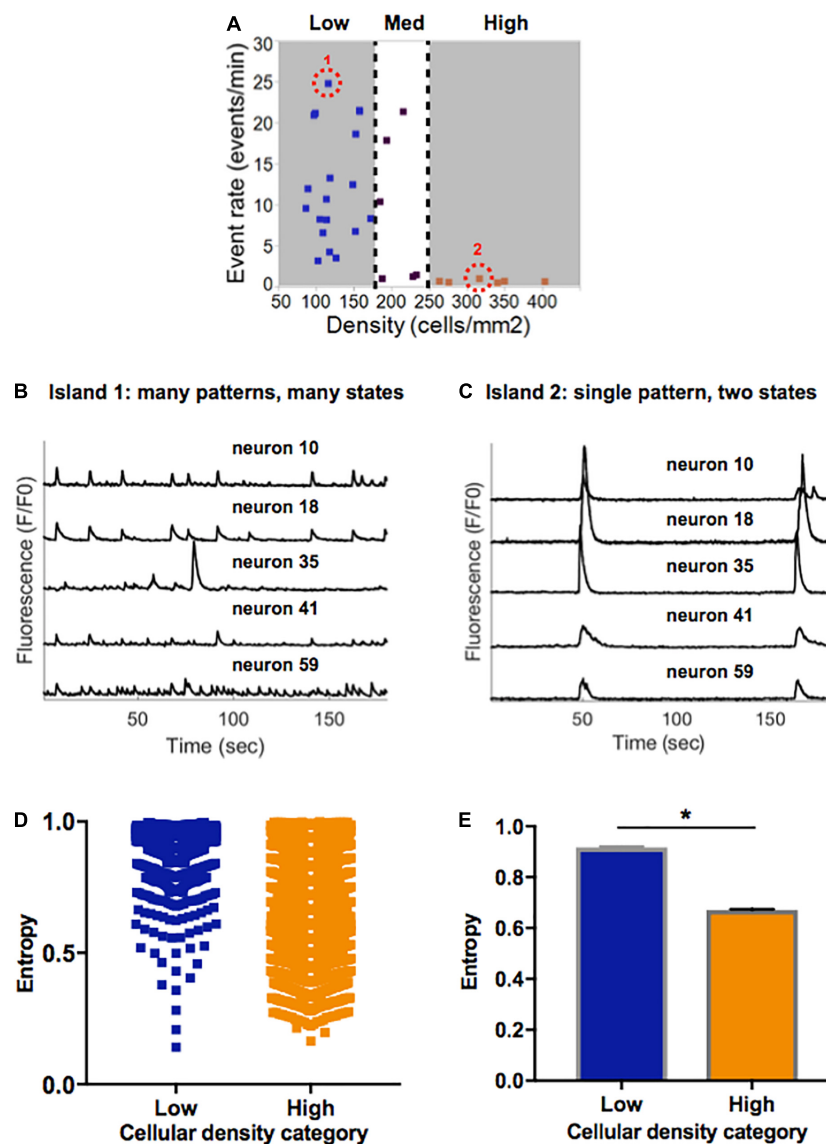 A
Low Med High
1
2
30
25
20
15
10
5
0
Event rate (events/min)
50 100 150 200 250 300 350 400
Density (cells/mm2)
B Island 1: many patterns, many states
neuron 10
neuron 18
neuron 35
neuron 41
neuron 59
Fluorescence (F/F0)
50 100 150
Time (sec)
C Island 2: single pattern, two states
neuron 10
neuron 18
neuron 35
neuron 41
neuron 59
Fluorescence (F/F0)
50 100 150
Time (sec)
D
1.0
0.5
0.0
Entropy
Low High
Cellular density category
E
*
1.0
0.8
0.6
0.4
0.2
0.0
Entropy
Low High
Cellular density category